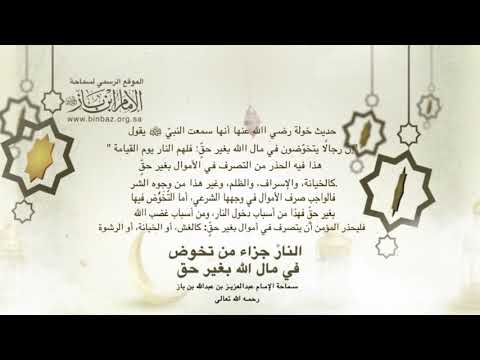 الموقع الرسمي لسماحة
الإمام ابن باز
www.binbaz.org.sa
حديث خَولة رضي االله عنها أنها سمعت النبيّ ﷺ يقول
"إن رجالًا يتخوَّضون في مال االله بغير حقٍّ؛ فلهم النار يوم القيامة "
هذا فيه الحذر من التصرف في الأموال بغير حقٍّ
.كالخيانة، والإسراف، والظلم، وغير هذا من وجوه الشر
فالواجب صرف الأموال في وجهها الشرعي، أما التَّخَوُّض فيها
بغير حقٍّ فهذا من أسباب دخول النار، ومن أسباب غضب االله
فليحذر المؤمن أن يتصرف في أموال بغير حقٍّ: كالغش، أو الخيانة، أو الرشوة
النارُ جزاء من تخوض
في مال الله بغير حق
سماحة الإمام عبدالعزيز بن عبدالله بن باز
رحمه الله تعالى